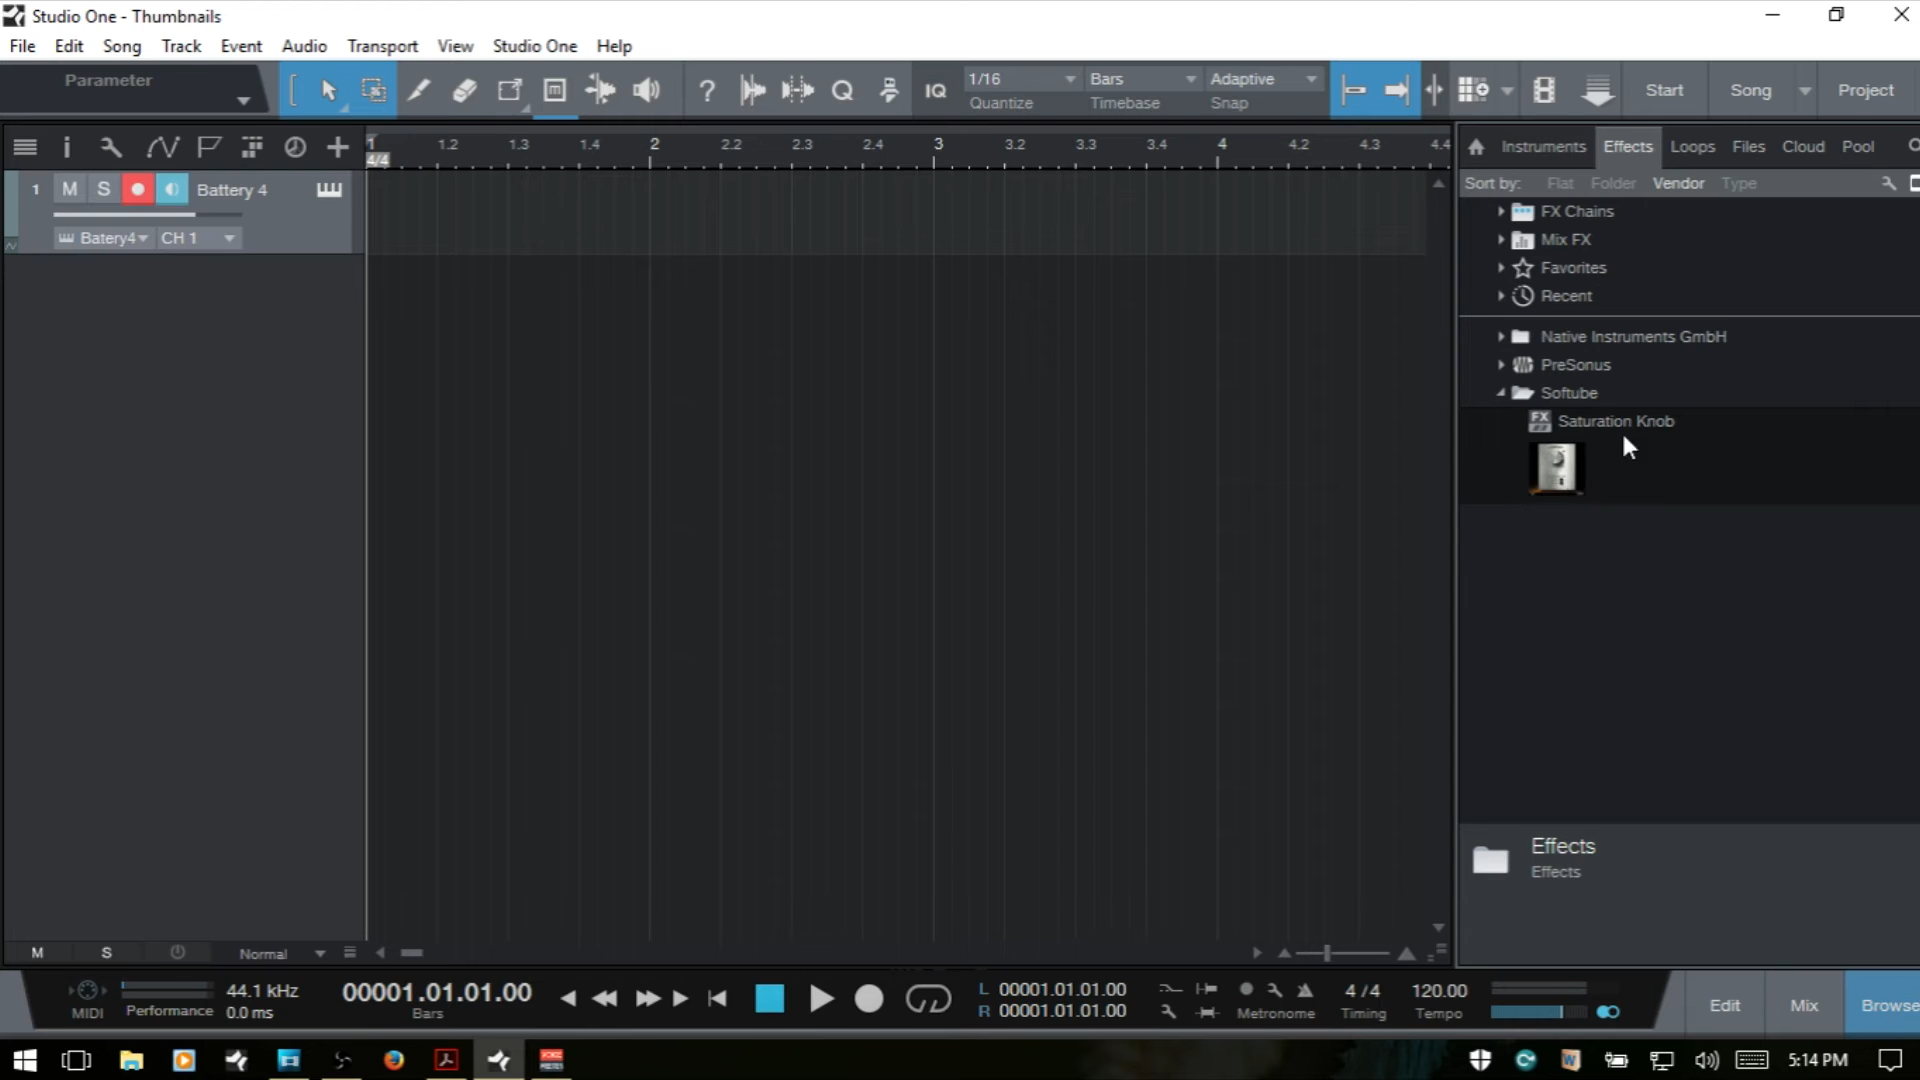 Studio One - Thumbnails
File Edit Song Track Event Audio Transport View Studio One Help
Parameter
IQ
1/16 Bars Adaptive
Quantize Timebase Snap
Start Song Project
1 1.2 1.3 1.4 2 2.2 2.3 2.4 3 3.2 3.3 3.4 4 4.2 4.3 4.4
4/4
Instruments Effects Loops Files Cloud Pool
Sort by: Flat Folder Vendor Type
1 M S Battery 4
Batery4 CH 1
FX Chains
Mix FX
Favorites
Recent
Native Instruments GmbH
PreSonus
Softube
FX Saturation Knob
Effects
Effects
M S Normal
MIDI
Performance
44.1 kHz
0.0 ms
00001.01.01.00
Bars
L 00001.01.01.00
R 00001.01.01.00
Metronome
4 / 4
Timing
120.00
Tempo
Edit Mix Browse
5:14 PM